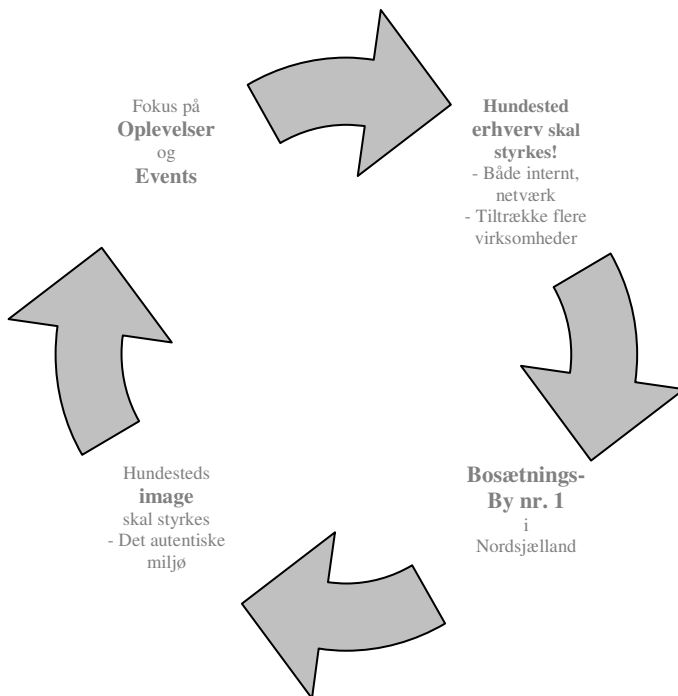 Fokus på
Oplevelser
og
Events
Hundested
erhverv skal
styrkes!
- Både internt,
netværk
- Tiltrække flere
virksomheder
Bosætnings-
By nr. 1
i
Nordsjælland
Hundesteds
image
skal styrkes
- Det autentiske
miljø